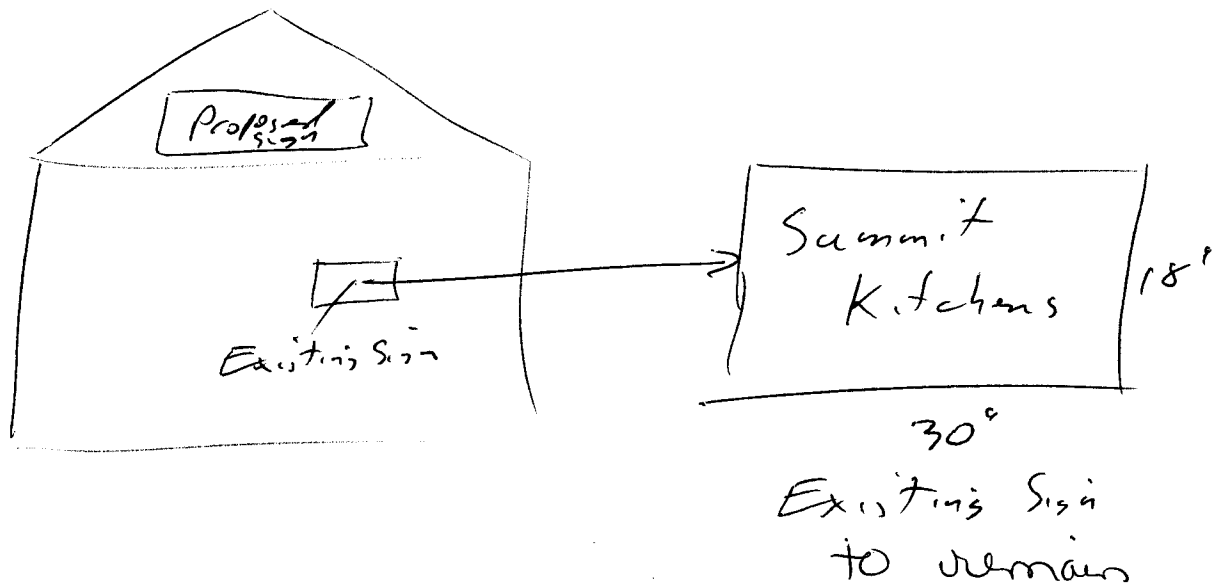 Proposed
Sign
Existing Sign
Summit
Kitchens
18"
30"
Existing Sign
to remain